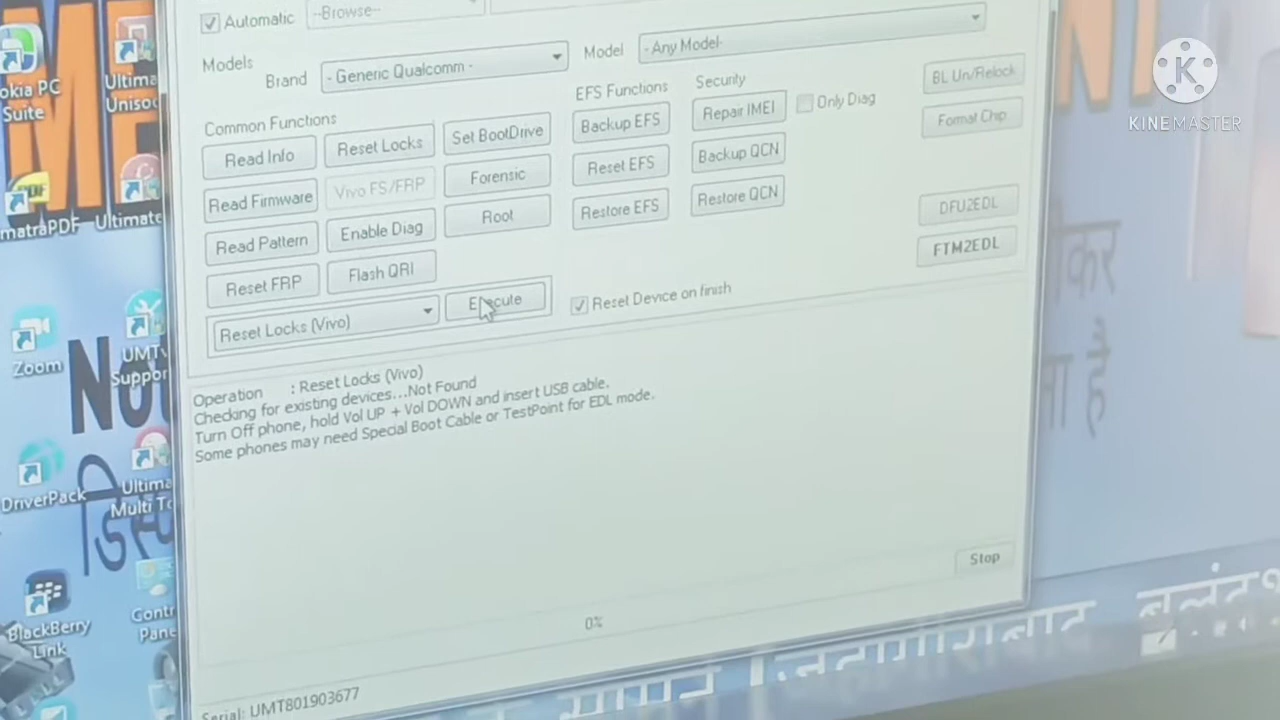 Automatic
--Browse--
Models
Brand
- Generic Qualcomm -
Model
- Any Model-
Common Functions
Read Info
Reset Locks
Set BootDrive
Read Firmware
Vivo FS/FRP
Forensic
Read Pattern
Enable Diag
Root
Reset FRP
Flash QRI
Reset Locks (Vivo)
Execute
Reset Device on finish
EFS Functions
Backup EFS
Reset EFS
Restore EFS
Security
Repair IMEI
Only Diag
Backup QCN
Restore QCN
BL Un/Relock
Format Chip
DFU2EDL
FTM2EDL
Operation : Reset Locks (Vivo)
Checking for existing devices...Not Found
Turn Off phone, hold Vol UP + Vol DOWN and insert USB cable.
Some phones may need Special Boot Cable or TestPoint for EDL mode.
Stop
0%
Serial: UMT801903677
KINEMASTER
PC
Suite
Zoom
DriverPack
BlackBerry
Link
Unisoc
UMTv
Support
है